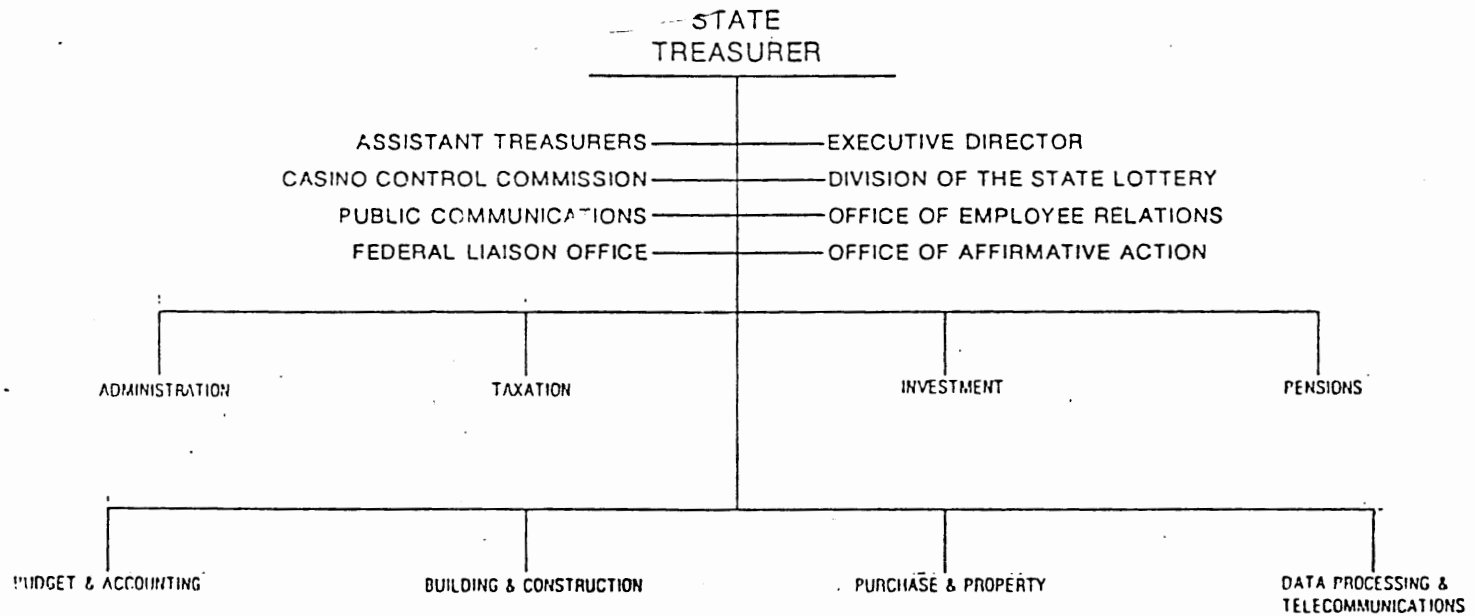 STATE
TREASURER
ASSISTANT TREASURERS EXECUTIVE DIRECTOR
CASINO CONTROL COMMISSION DIVISION OF THE STATE LOTTERY
PUBLIC COMMUNICATIONS OFFICE OF EMPLOYEE RELATIONS
FEDERAL LIAISON OFFICE OFFICE OF AFFIRMATIVE ACTION
ADMINISTRATION TAXATION INVESTMENT PENSIONS
BUDGET & ACCOUNTING BUILDING & CONSTRUCTION PURCHASE & PROPERTY DATA PROCESSING &
TELECOMMUNICATIONS